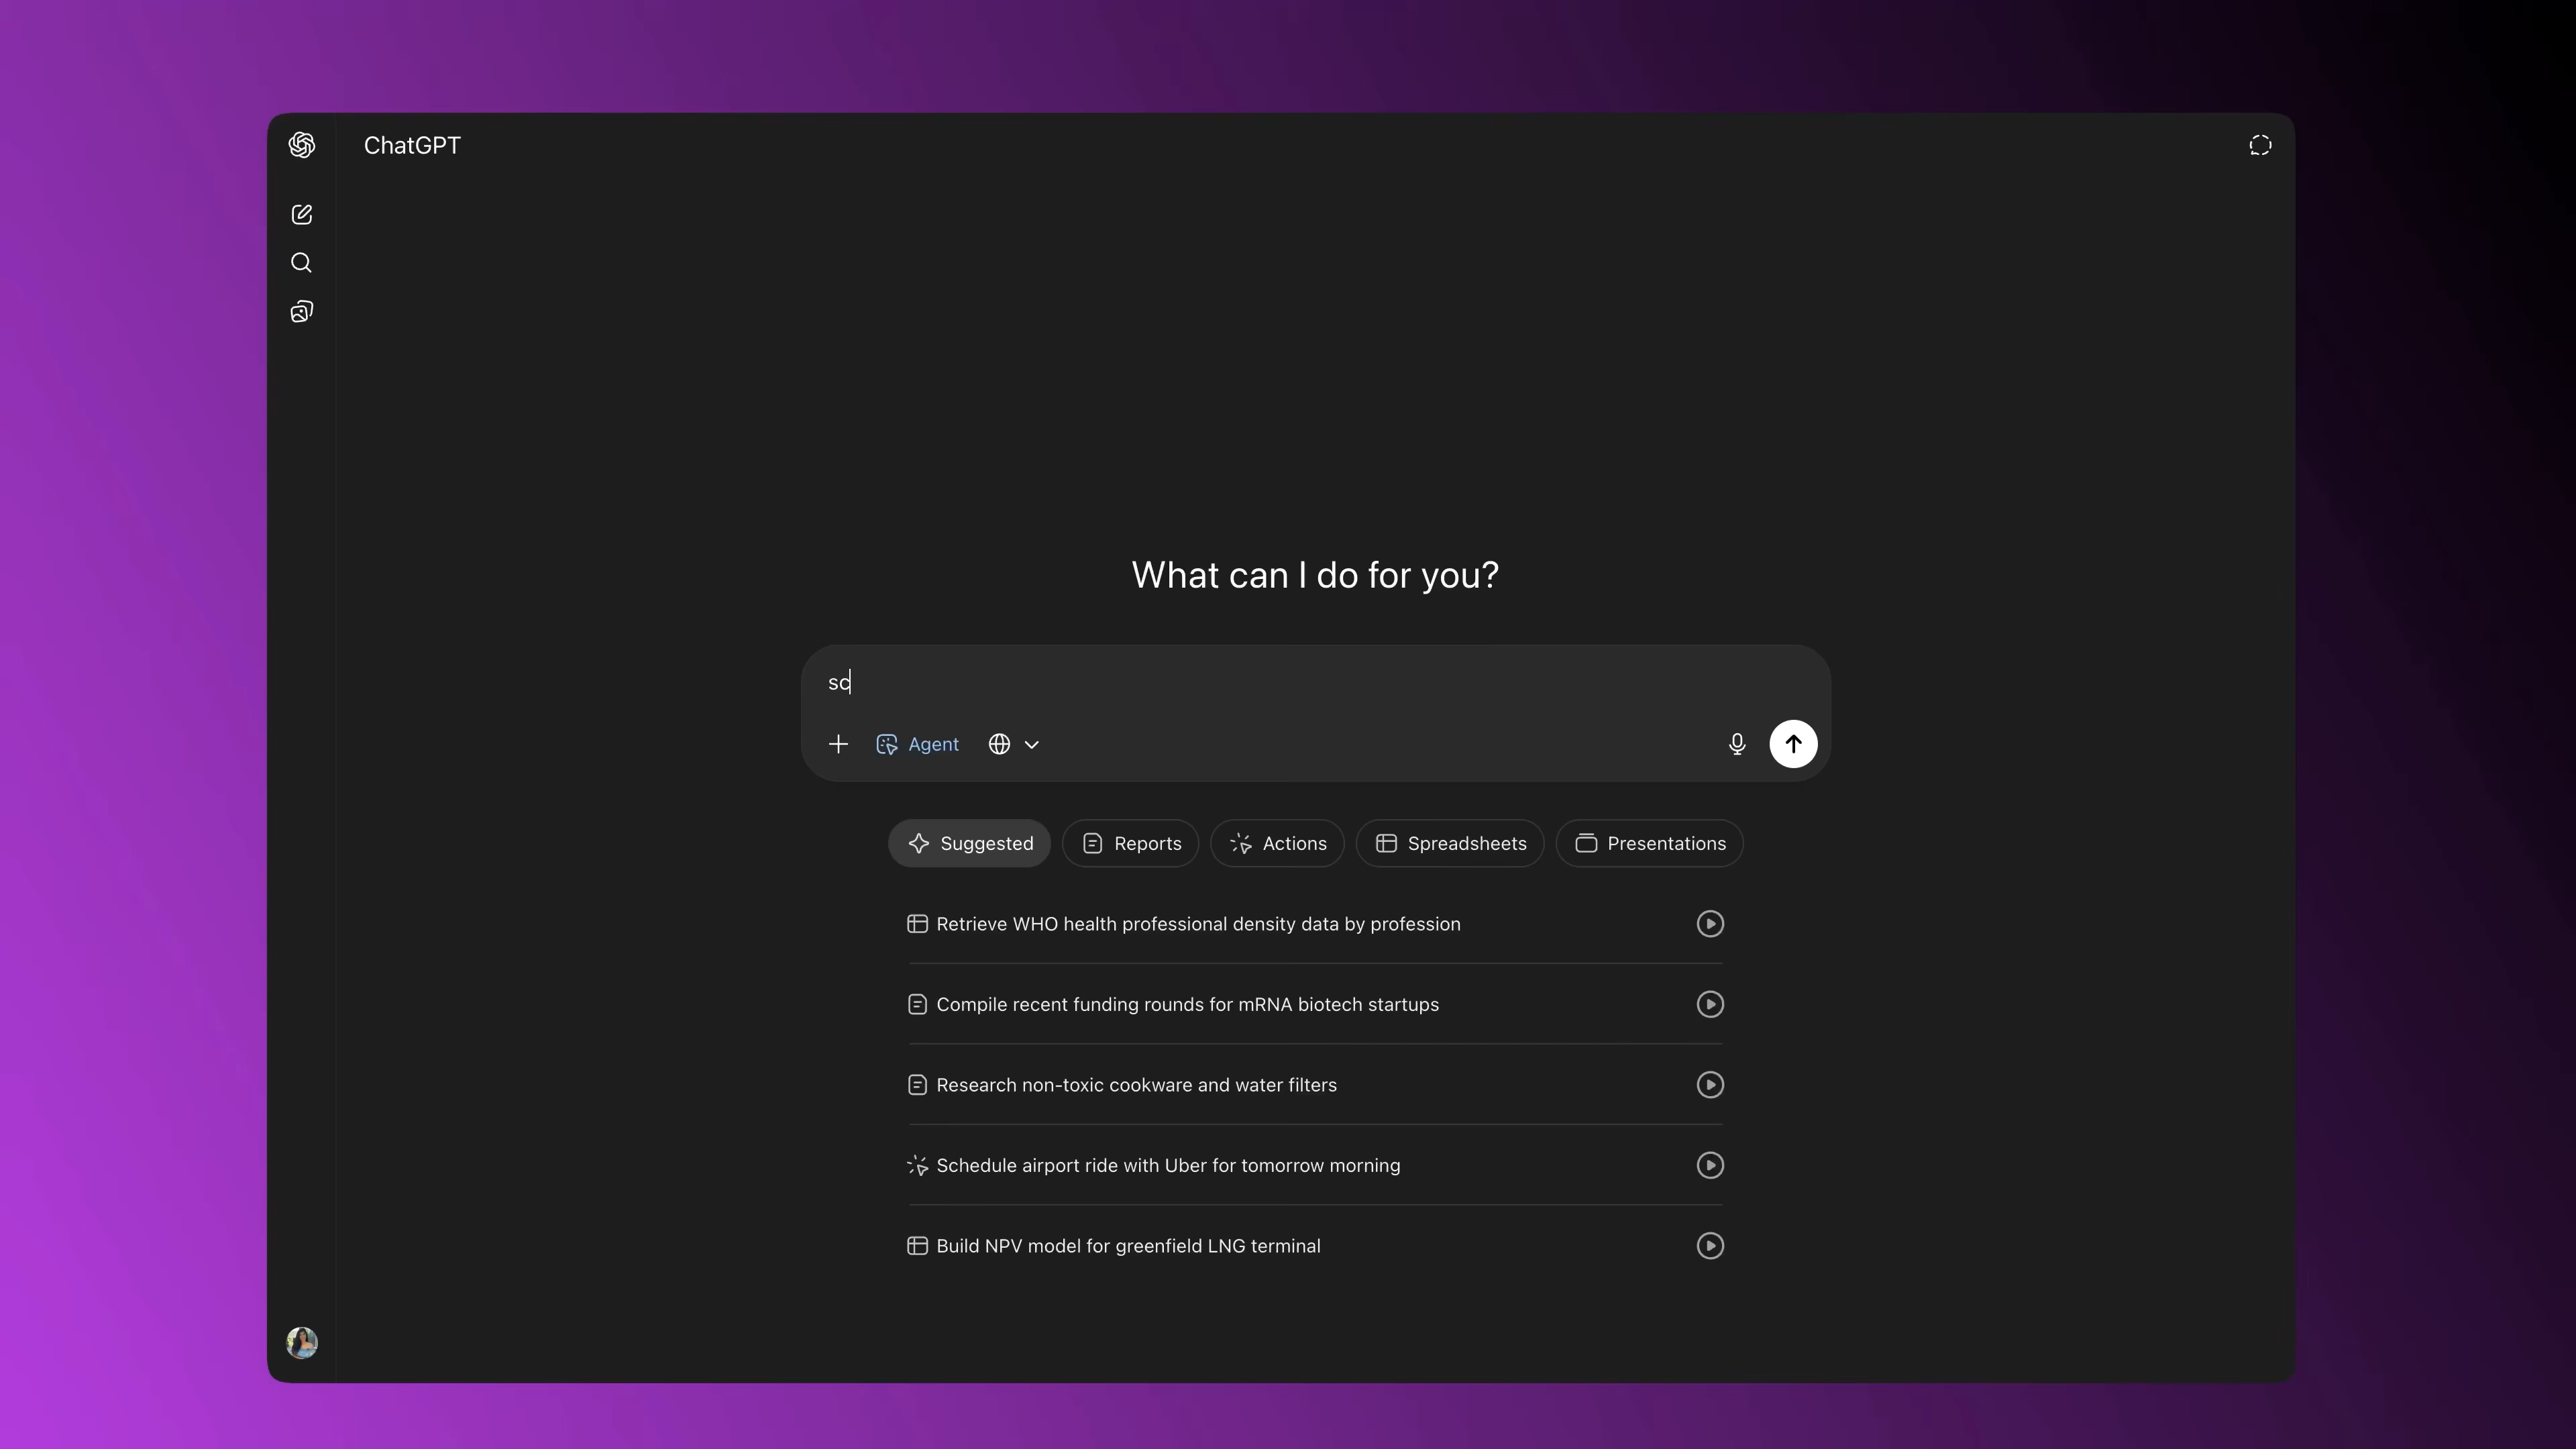 ChatGPT
What can I do for you?
sc
Agent
Suggested
Reports
Actions
Spreadsheets
Presentations
Retrieve WHO health professional density data by profession
Compile recent funding rounds for mRNA biotech startups
Research non-toxic cookware and water filters
Schedule airport ride with Uber for tomorrow morning
Build NPV model for greenfield LNG terminal